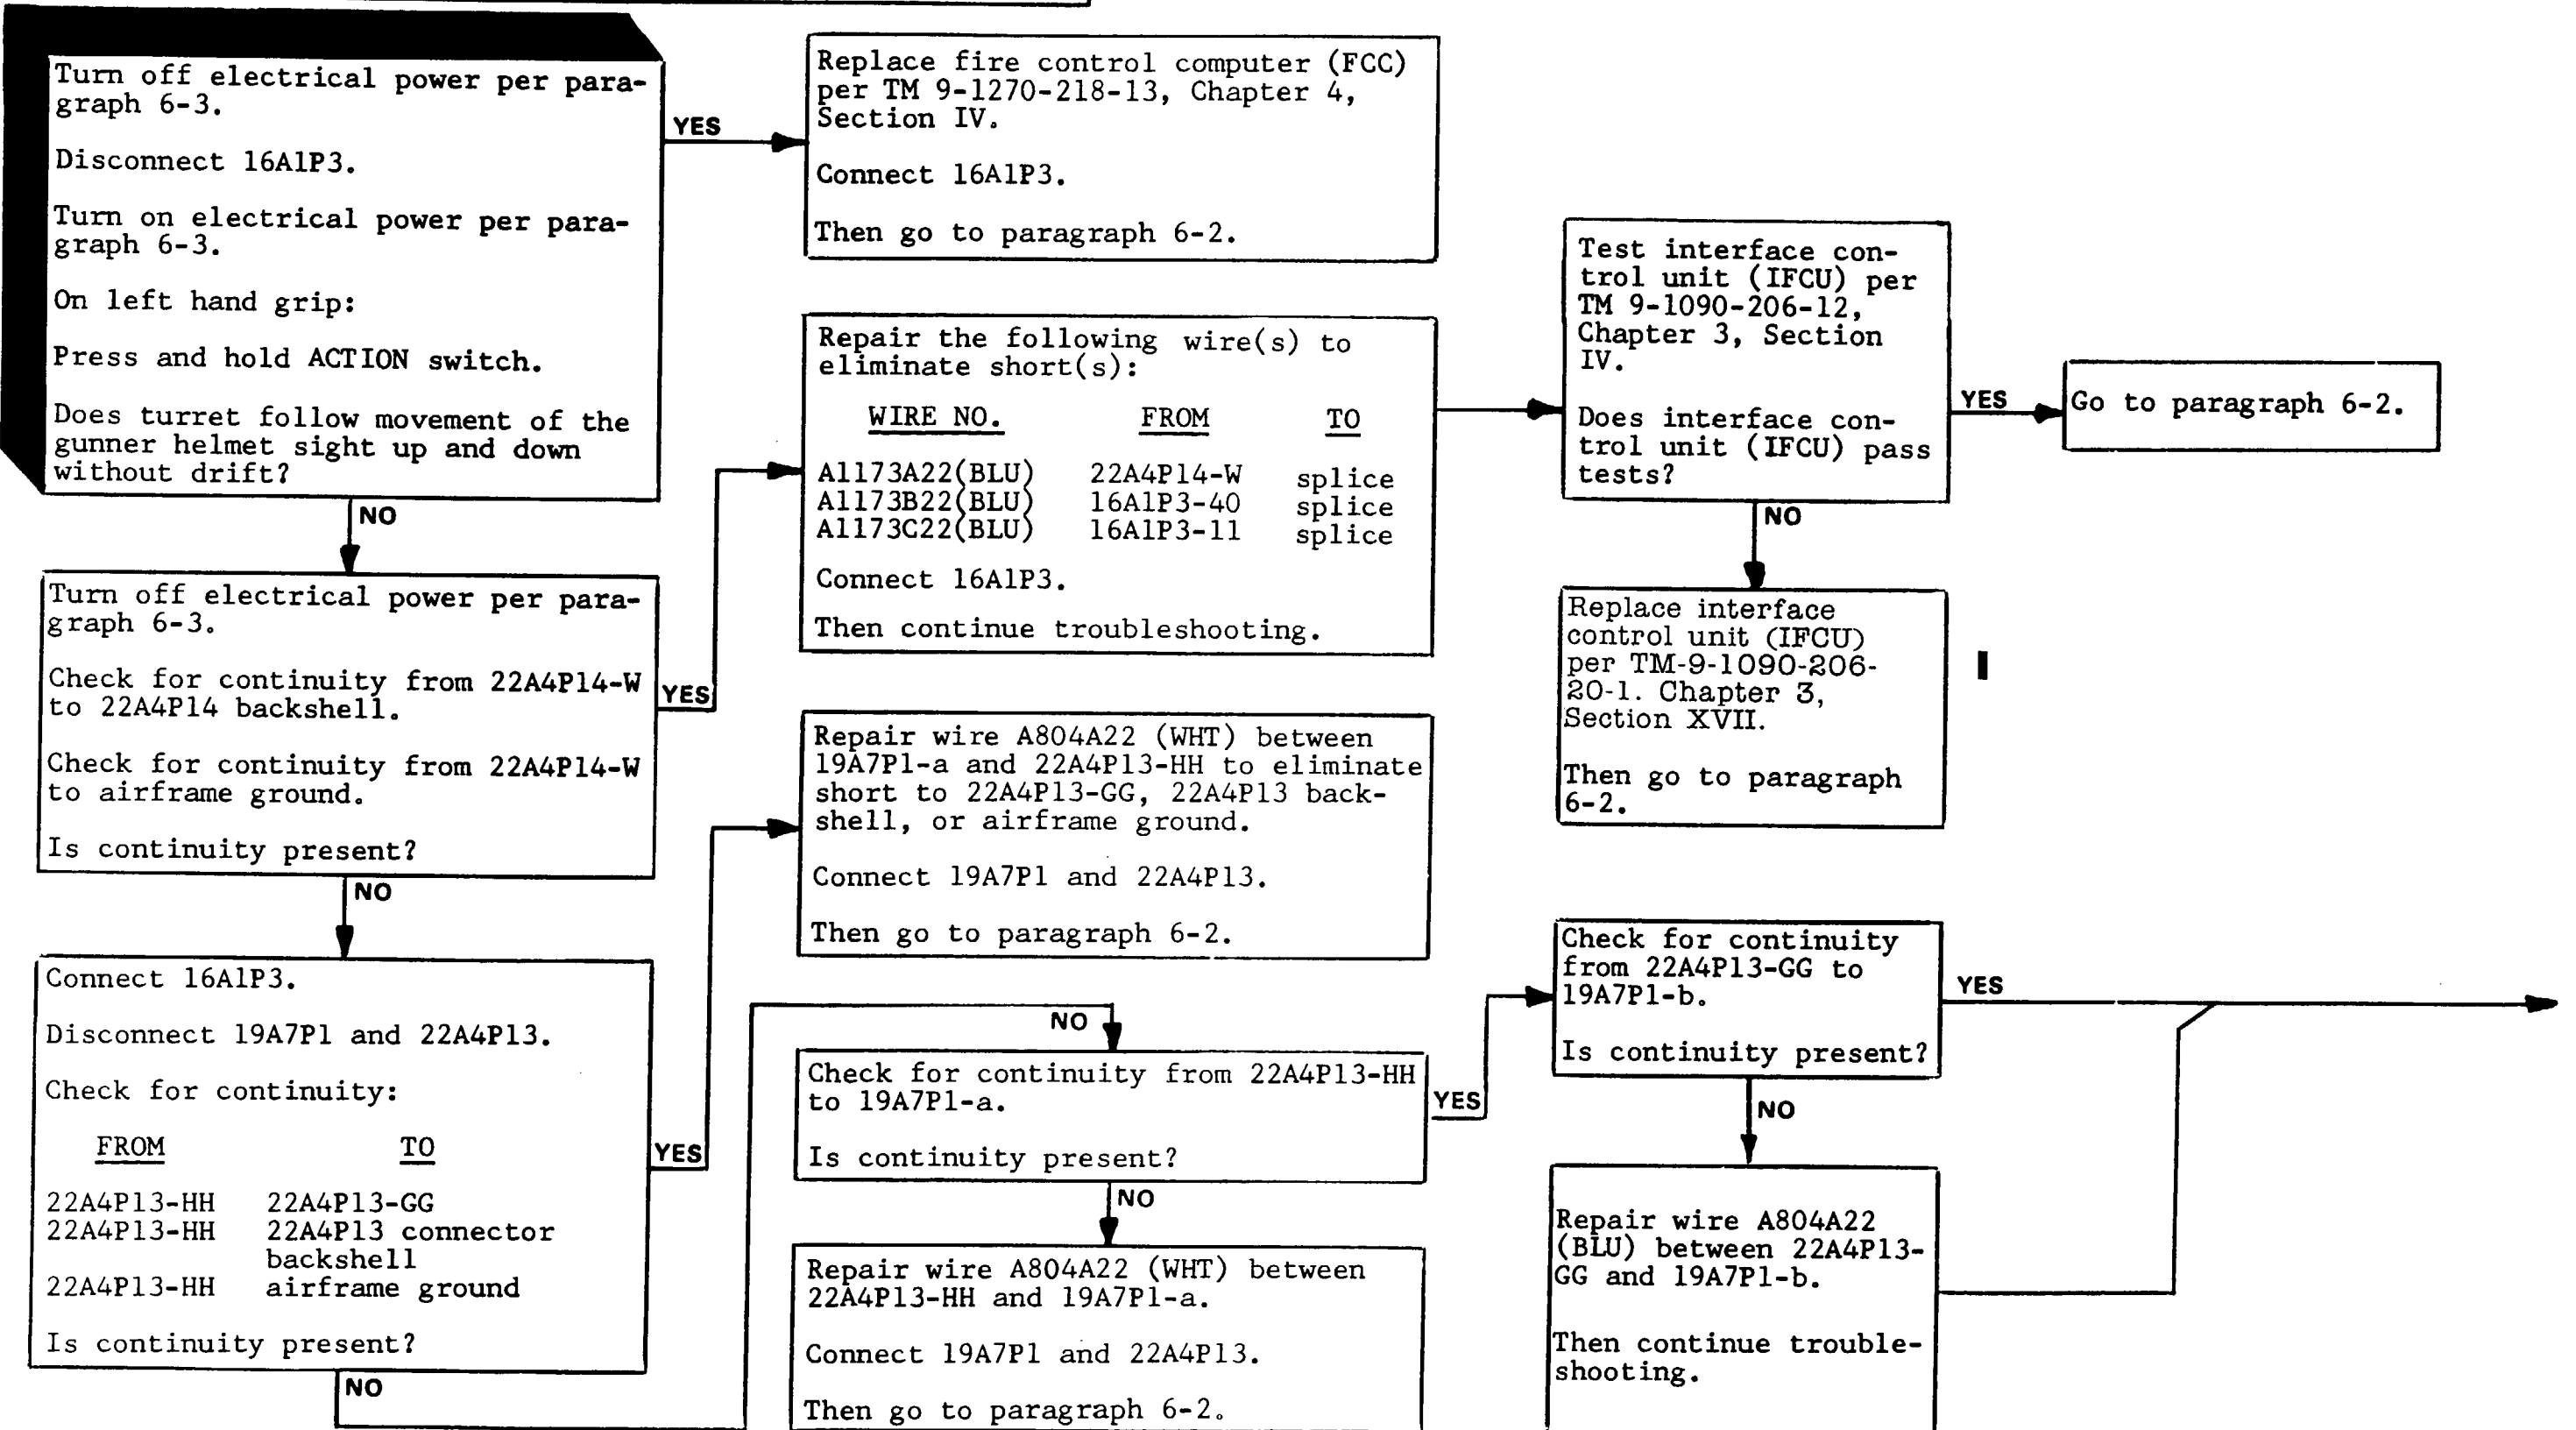 Turn off electrical power per para-
graph 6-3.
Disconnect 16A1P3.
Turn on electrical power per para-
graph 6-3.
On left hand grip:
Press and hold ACTION switch.
Does turret follow movement of the
gunner helmet sight up and down
without drift?
YES
Replace fire control computer (FCC)
per TM 9-1270-218-13, Chapter 4,
Section IV.
Connect 16A1P3.
Then go to paragraph 6-2.
NO
Turn off electrical power per para-
graph 6-3.
Check for continuity from 22A4P14-W
to 22A4P14 backshell.
Check for continuity from 22A4P14-W
to airframe ground.
Is continuity present?
YES
Repair the following wire(s) to
eliminate short(s):
WIRE NO. FROM TO
A1173A22(BLU) 22A4P14-W splice
A1173B22(BLU) 16A1P3-40 splice
A1173C22(BLU) 16A1P3-11 splice
Connect 16A1P3.
Then continue troubleshooting.
Test interface con-
trol unit (IFCU) per
TM 9-1090-206-12,
Chapter 3, Section
IV.
Does interface con-
trol unit (IFCU) pass
tests?
YES
Go to paragraph 6-2.
NO
Replace interface
control unit (IFCU)
per TM-9-1090-206-
20-1. Chapter 3,
Section XVII.
Then go to paragraph
6-2.
NO
Connect 16A1P3.
Disconnect 19A7P1 and 22A4P13.
Check for continuity:
FROM TO
22A4P13-HH 22A4P13-GG
22A4P13-HH 22A4P13 connector
backshell
22A4P13-HH airframe ground
Is continuity present?
YES
Repair wire A804A22 (WHT) between
19A7P1-a and 22A4P13-HH to eliminate
short to 22A4P13-GG, 22A4P13 back-
shell, or airframe ground.
Connect 19A7P1 and 22A4P13.
Then go to paragraph 6-2.
NO
NO
Check for continuity from 22A4P13-HH
to 19A7P1-a.
Is continuity present?
YES
NO
Repair wire A804A22 (WHT) between
22A4P13-HH and 19A7P1-a.
Connect 19A7P1 and 22A4P13.
Then go to paragraph 6-2.
Check for continuity
from 22A4P13-GG to
19A7P1-b.
Is continuity present?
YES
NO
Repair wire A804A22
(BLU) between 22A4P13-
GG and 19A7P1-b.
Then continue trouble-
shooting.